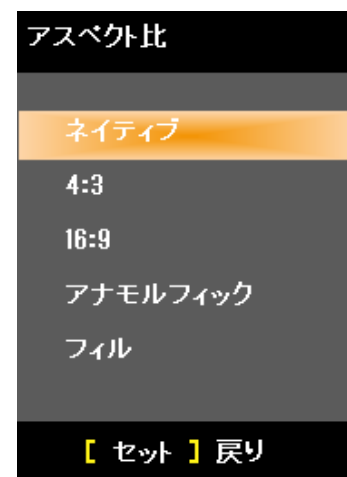 アスペクト比
ネイティブ
4:3
16:9
アナモルフィック
フィル
[ セット ] 戻り